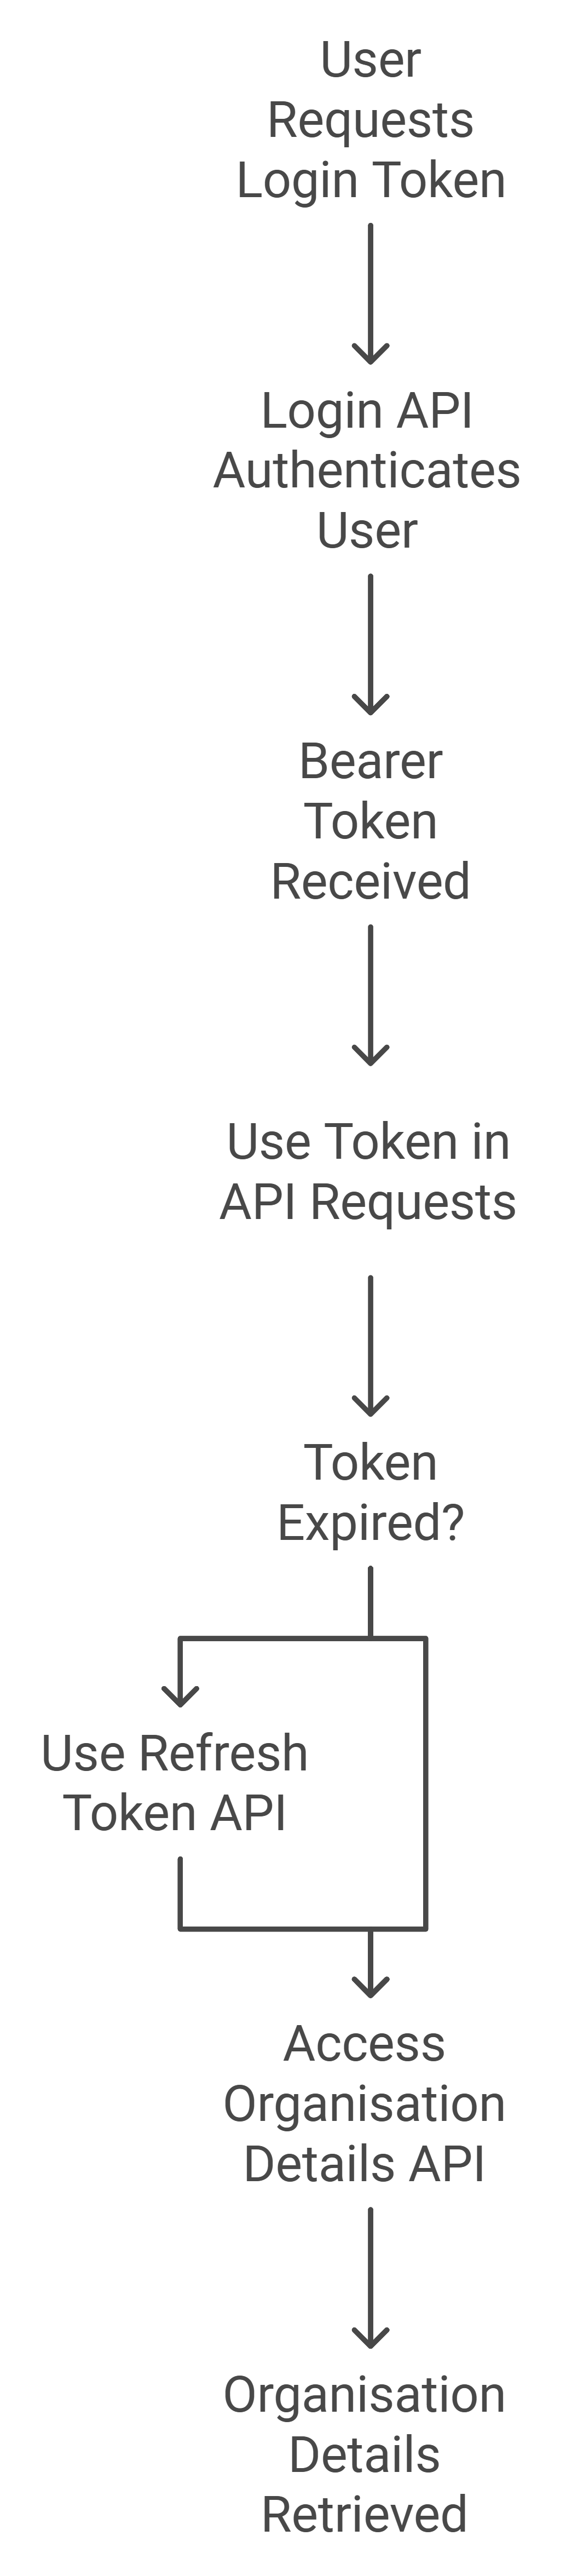 User
Requests
Login Token
Login API
Authenticates
User
Bearer
Token
Received
Use Token in
API Requests
Token
Expired?
Use Refresh
Token API
Access
Organisation
Details API
Organisation
Details
Retrieved